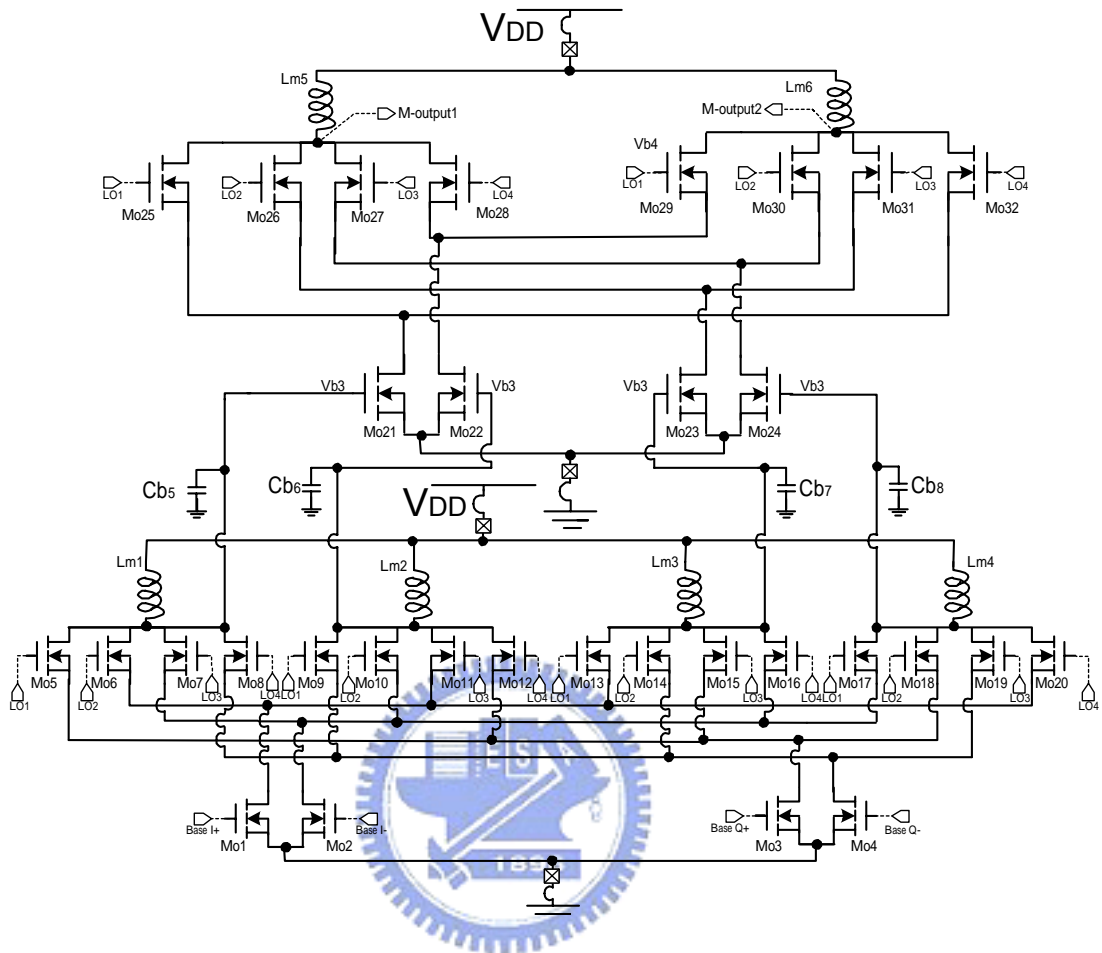 VDD
Lm5
Lm6
M-output1
M-output2
Vb4
LO1
LO2
LO3
LO4
LO1
LO2
LO3
LO4
Mo25
Mo26
Mo27
Mo28
Mo29
Mo30
Mo31
Mo32
Vb3
Vb3
Vb3
Vb3
Mo21
Mo22
Mo23
Mo24
Cb5
Cb6
VDD
Cb7
Cb8
Lm1
Lm2
Lm3
Lm4
Mo5
Mo6
Mo7
Mo8
Mo9
Mo10
Mo11
Mo12
Mo13
Mo14
Mo15
Mo16
Mo17
Mo18
Mo19
Mo20
LO1
LO2
LO3
LO4
LO1
LO2
LO3
LO4
LO1
LO2
LO3
LO4
LO1
LO2
LO3
LO4
Base I+
Base I-
Base Q+
Base Q-
Mo1
Mo2
Mo3
Mo4